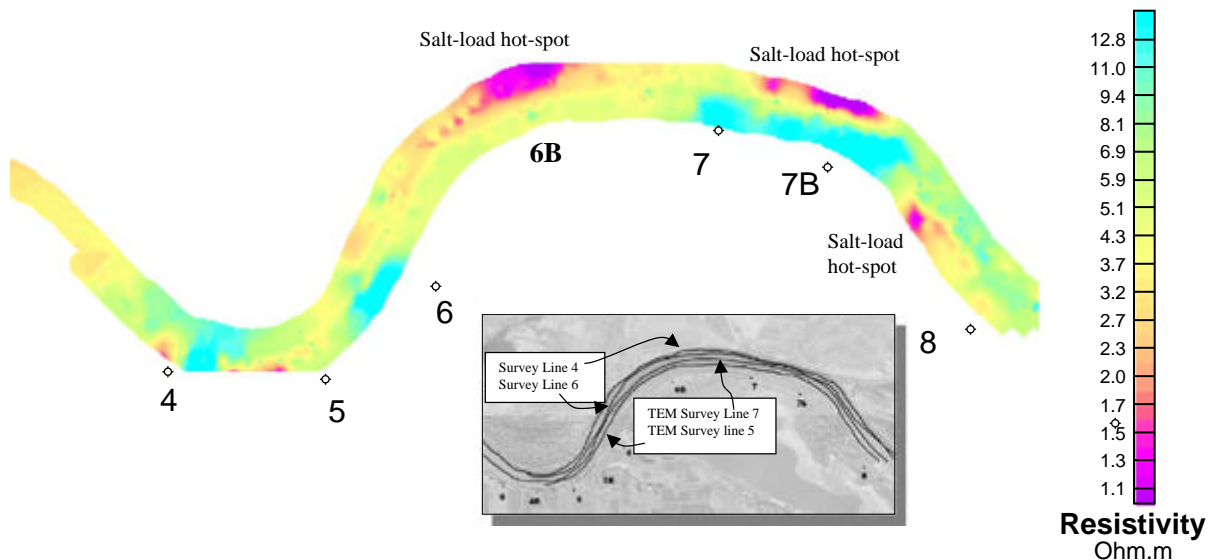 Salt-load hot-spot
Salt-load hot-spot
6B
7
7B
Salt-load
hot-spot
6
8
4
5
Survey Line 4
Survey Line 6
TEM Survey Line 7
TEM Survey line 5
6B
7
7b
12.8
11.0
9.4
8.1
6.9
5.9
5.1
4.3
3.7
3.2
2.7
2.3
2.0
1.7
1.5
1.3
1.1
Resistivity
Ohm.m